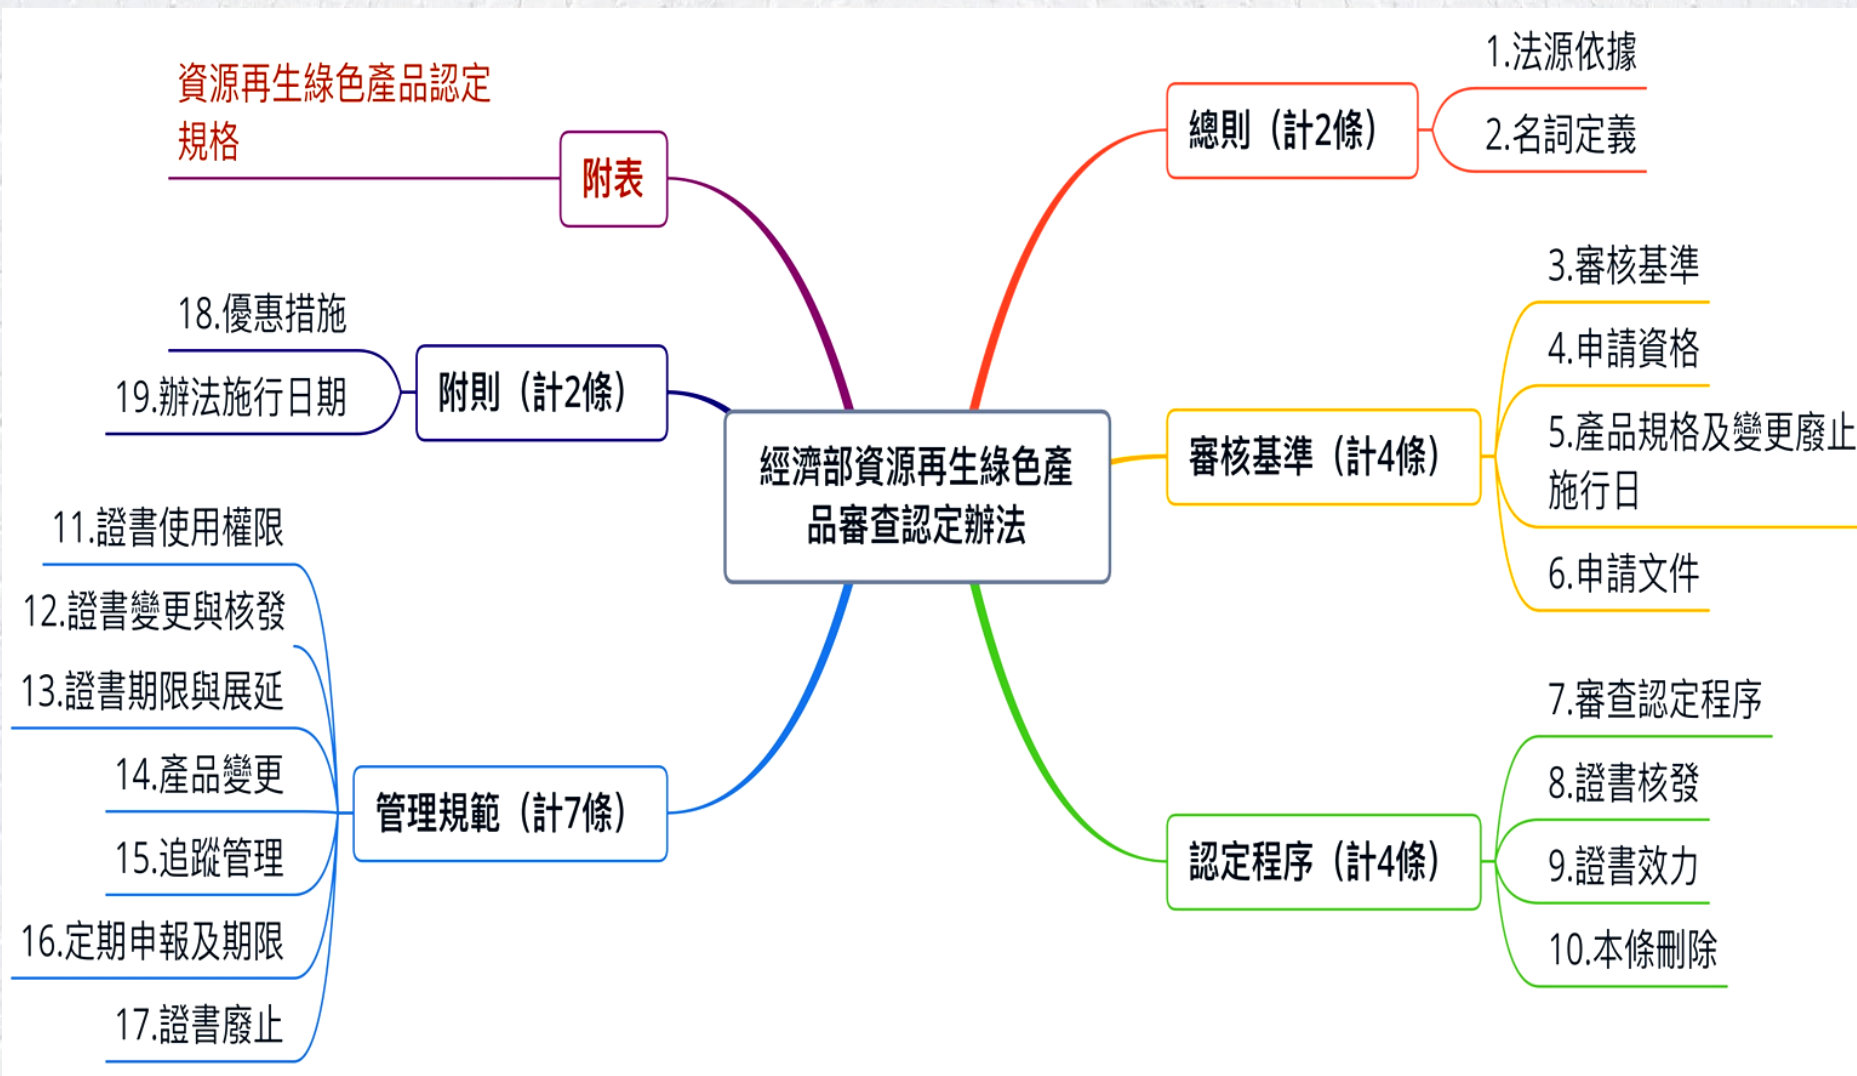 經濟部資源再生綠色產
品審查認定辦法
總則（計2條）
1.法源依據
2.名詞定義
審核基準（計4條）
3.審核基準
4.申請資格
5.產品規格及變更廢止
施行日
6.申請文件
認定程序（計4條）
7.審查認定程序
8.證書核發
9.證書效力
10.本條刪除
管理規範（計7條）
11.證書使用權限
12.證書變更與核發
13.證書期限與展延
14.產品變更
15.追蹤管理
16.定期申報及期限
17.證書廢止
附則（計2條）
18.優惠措施
19.辦法施行日期
附表
資源再生綠色產品認定
規格